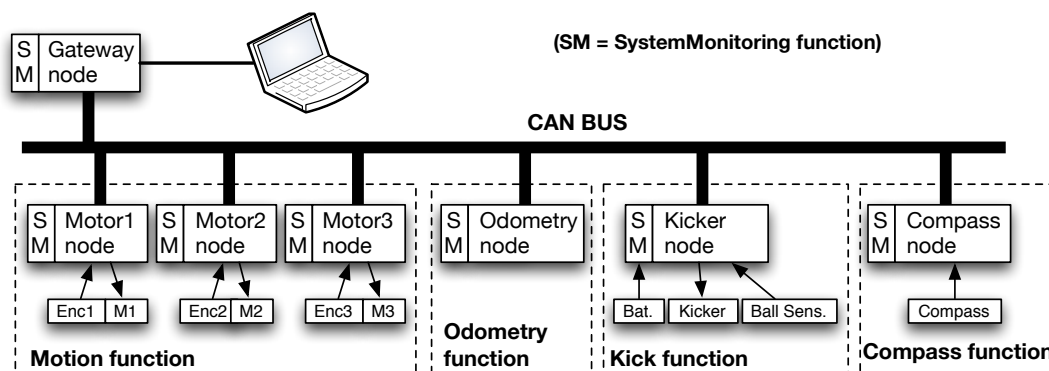 S Gateway
M node
(SM = SystemMonitoring function)
CAN BUS
S Motor1
M node
S Motor2
M node
S Motor3
M node
S Odometry
M node
S Kicker
M node
S Compass
M node
Enc1 M1
Enc2 M2
Enc3 M3
Bat. Kicker Ball Sens.
Compass
Motion function
Odometry
function
Kick function
Compass function